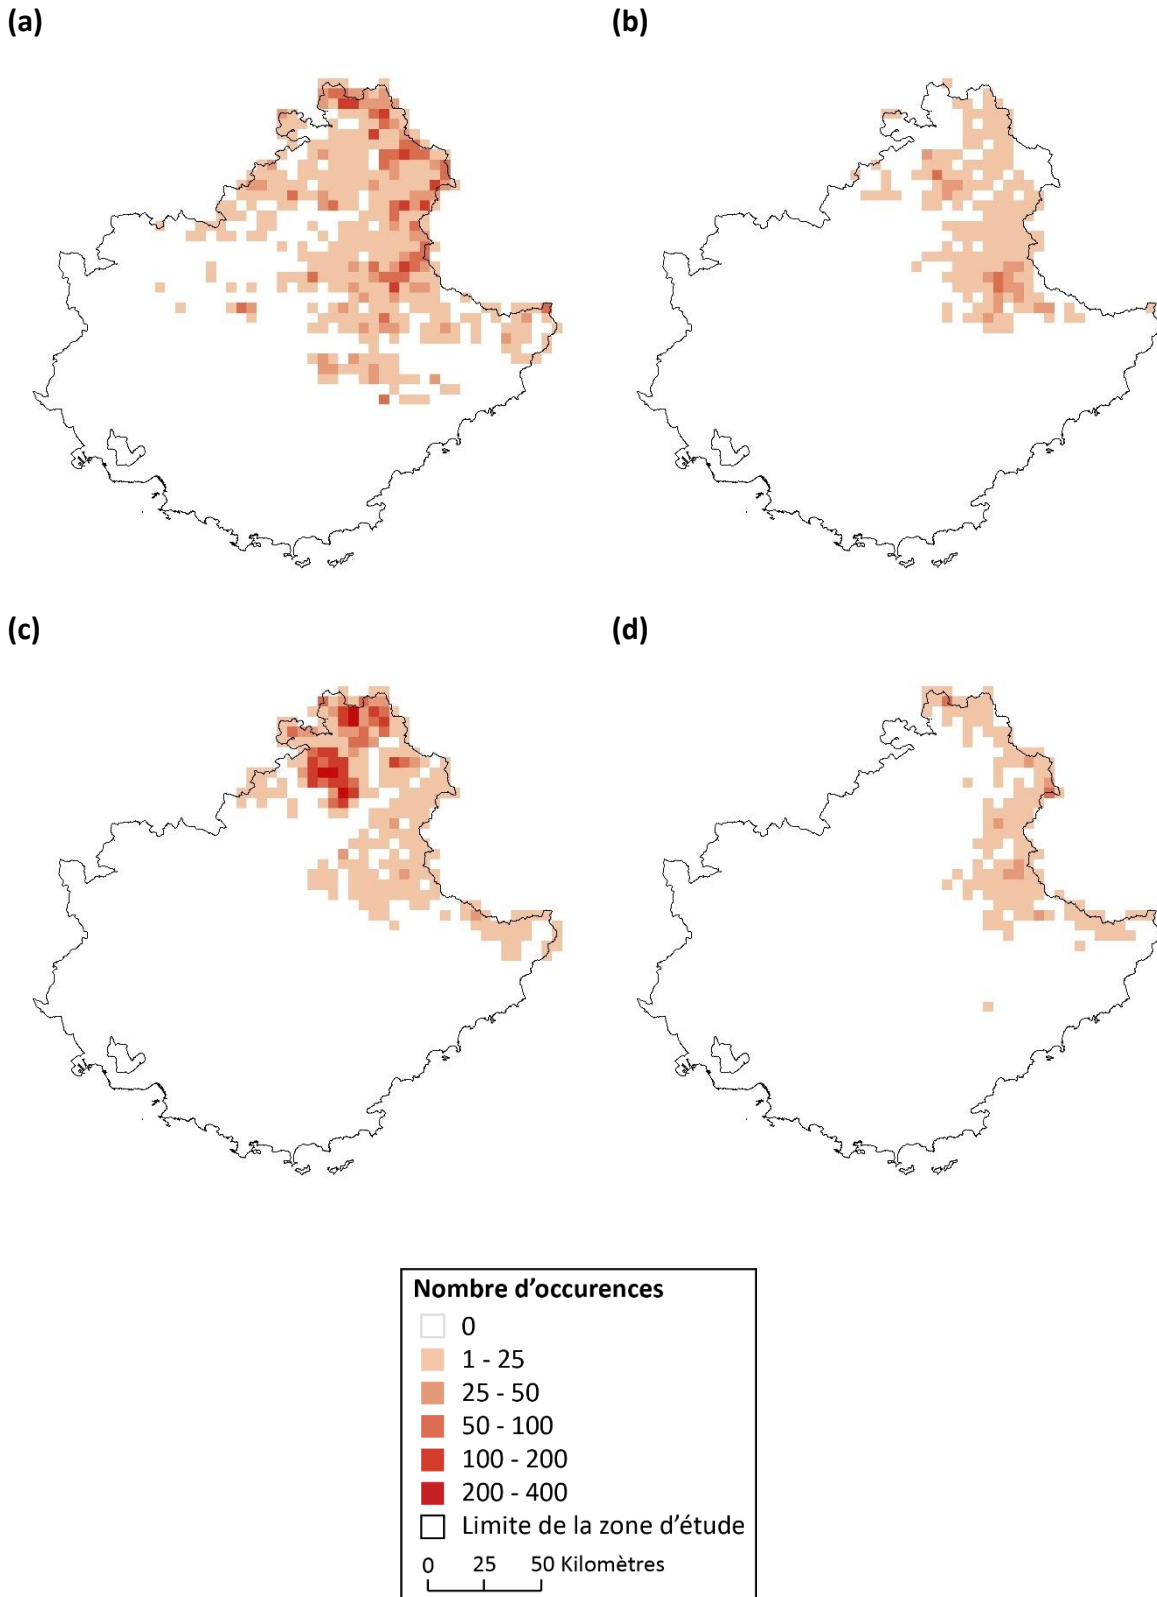 (a)
(b)
(c)
(d)
Nombre d'occurences
0
1 - 25
25 - 50
50 - 100
100 - 200
200 - 400
Limite de la zone d'étude
0 25 50 Kilomètres